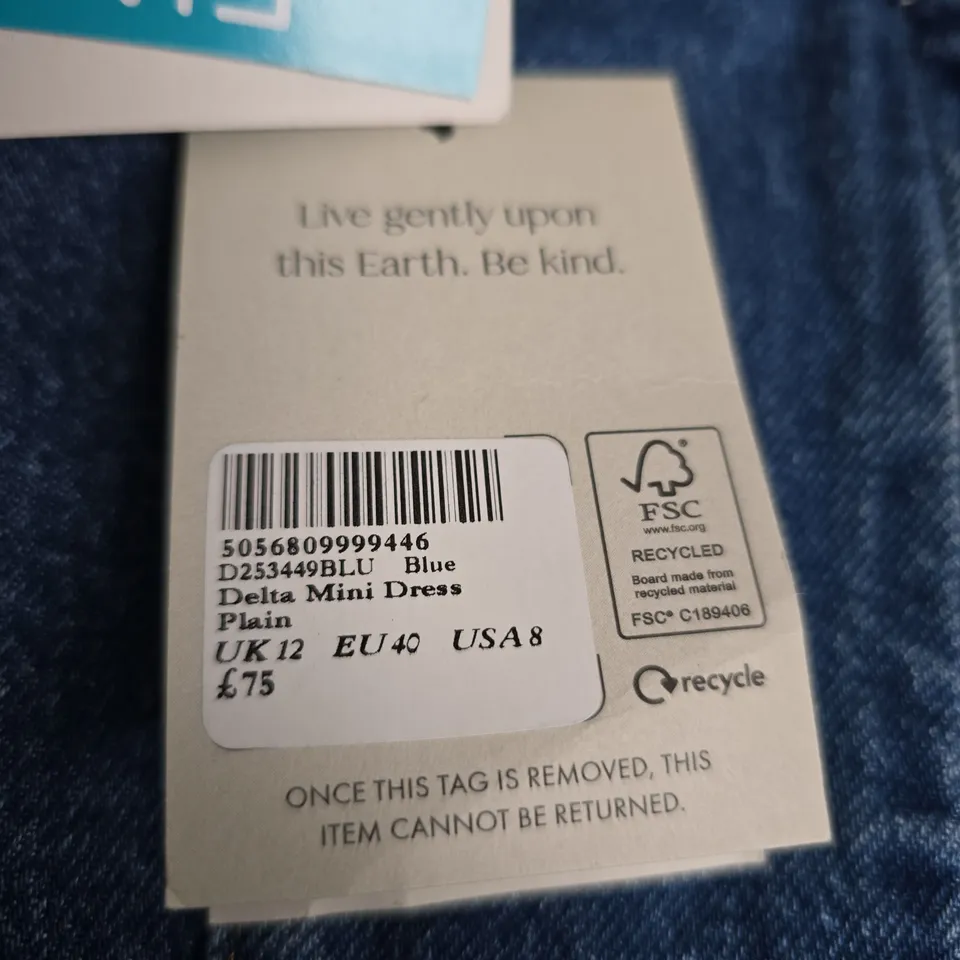 Live gently upon
this Earth. Be kind.
5056809999446
D253449BLU Blue
Delta Mini Dress
Plain
UK 12 EU 40 USA 8
£75
FSC®
www.fsc.org
RECYCLED
Board made from
recycled material
FSC® C189406
recycle
ONCE THIS TAG IS REMOVED, THIS
ITEM CANNOT BE RETURNED.